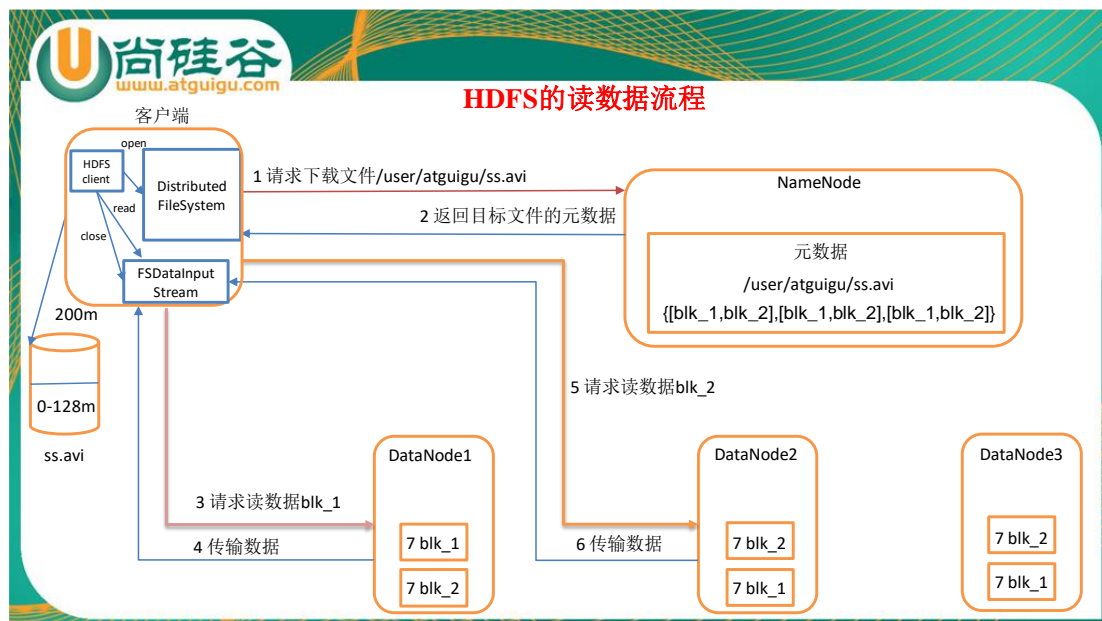 尚硅谷
www.atguigu.com
HDFS的读数据流程
客户端
open
HDFS
client
Distributed
FileSystem
read
close
FSDataInput
Stream
1 请求下载文件/user/atguigu/ss.avi
2 返回目标文件的元数据
NameNode
元数据
/user/atguigu/ss.avi
{[blk_1,blk_2],[blk_1,blk_2],[blk_1,blk_2]}
200m
0-128m
ss.avi
5 请求读数据blk_2
3 请求读数据blk_1
4 传输数据
6 传输数据
DataNode1
7 blk_1
7 blk_2
DataNode2
7 blk_2
7 blk_1
DataNode3
7 blk_2
7 blk_1